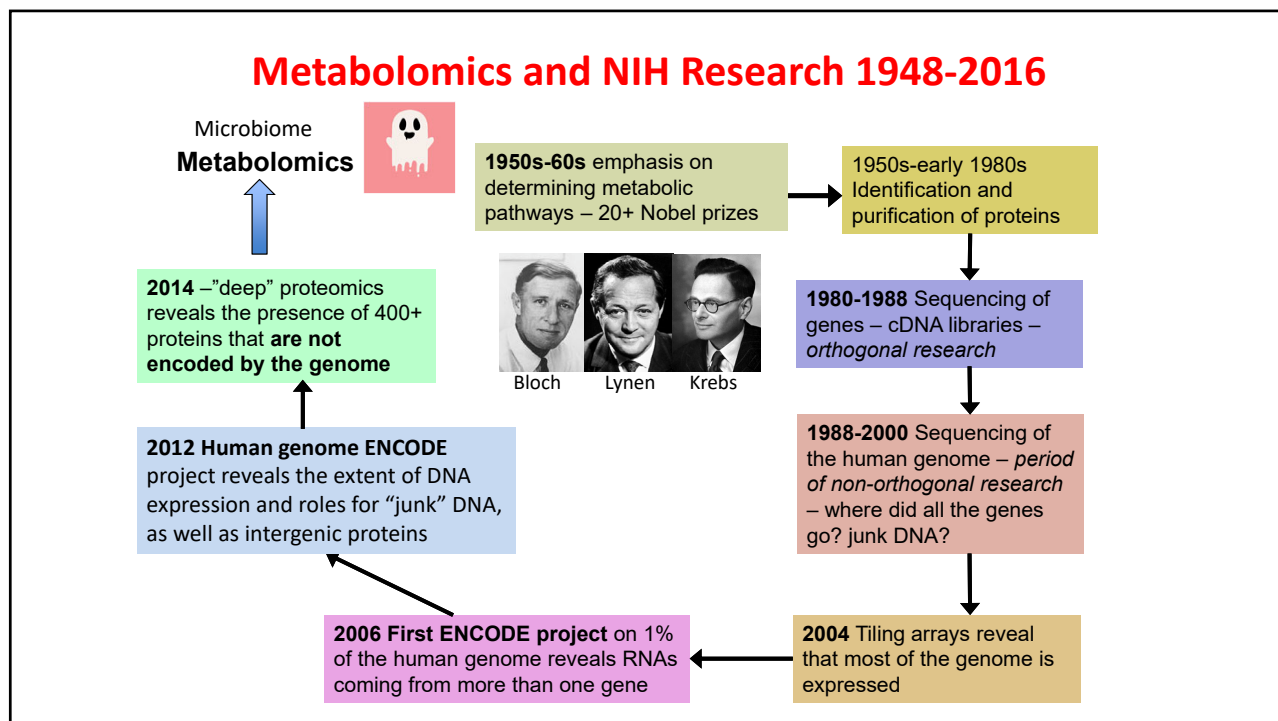 Metabolomics and NIH Research 1948-2016
Microbiome
Metabolomics
1950s-60s emphasis on
determining metabolic
pathways – 20+ Nobel prizes
1950s-early 1980s
Identification and
purification of proteins
Bloch
Lynen
Krebs
1980-1988 Sequencing of
genes – cDNA libraries –
orthogonal research
1988-2000 Sequencing of
the human genome – period
of non-orthogonal research
– where did all the genes
go? junk DNA?
2004 Tiling arrays reveal
that most of the genome is
expressed
2006 First ENCODE project on 1%
of the human genome reveals RNAs
coming from more than one gene
2012 Human genome ENCODE
project reveals the extent of DNA
expression and roles for “junk” DNA,
as well as intergenic proteins
2014 –”deep” proteomics
reveals the presence of 400+
proteins that are not
encoded by the genome